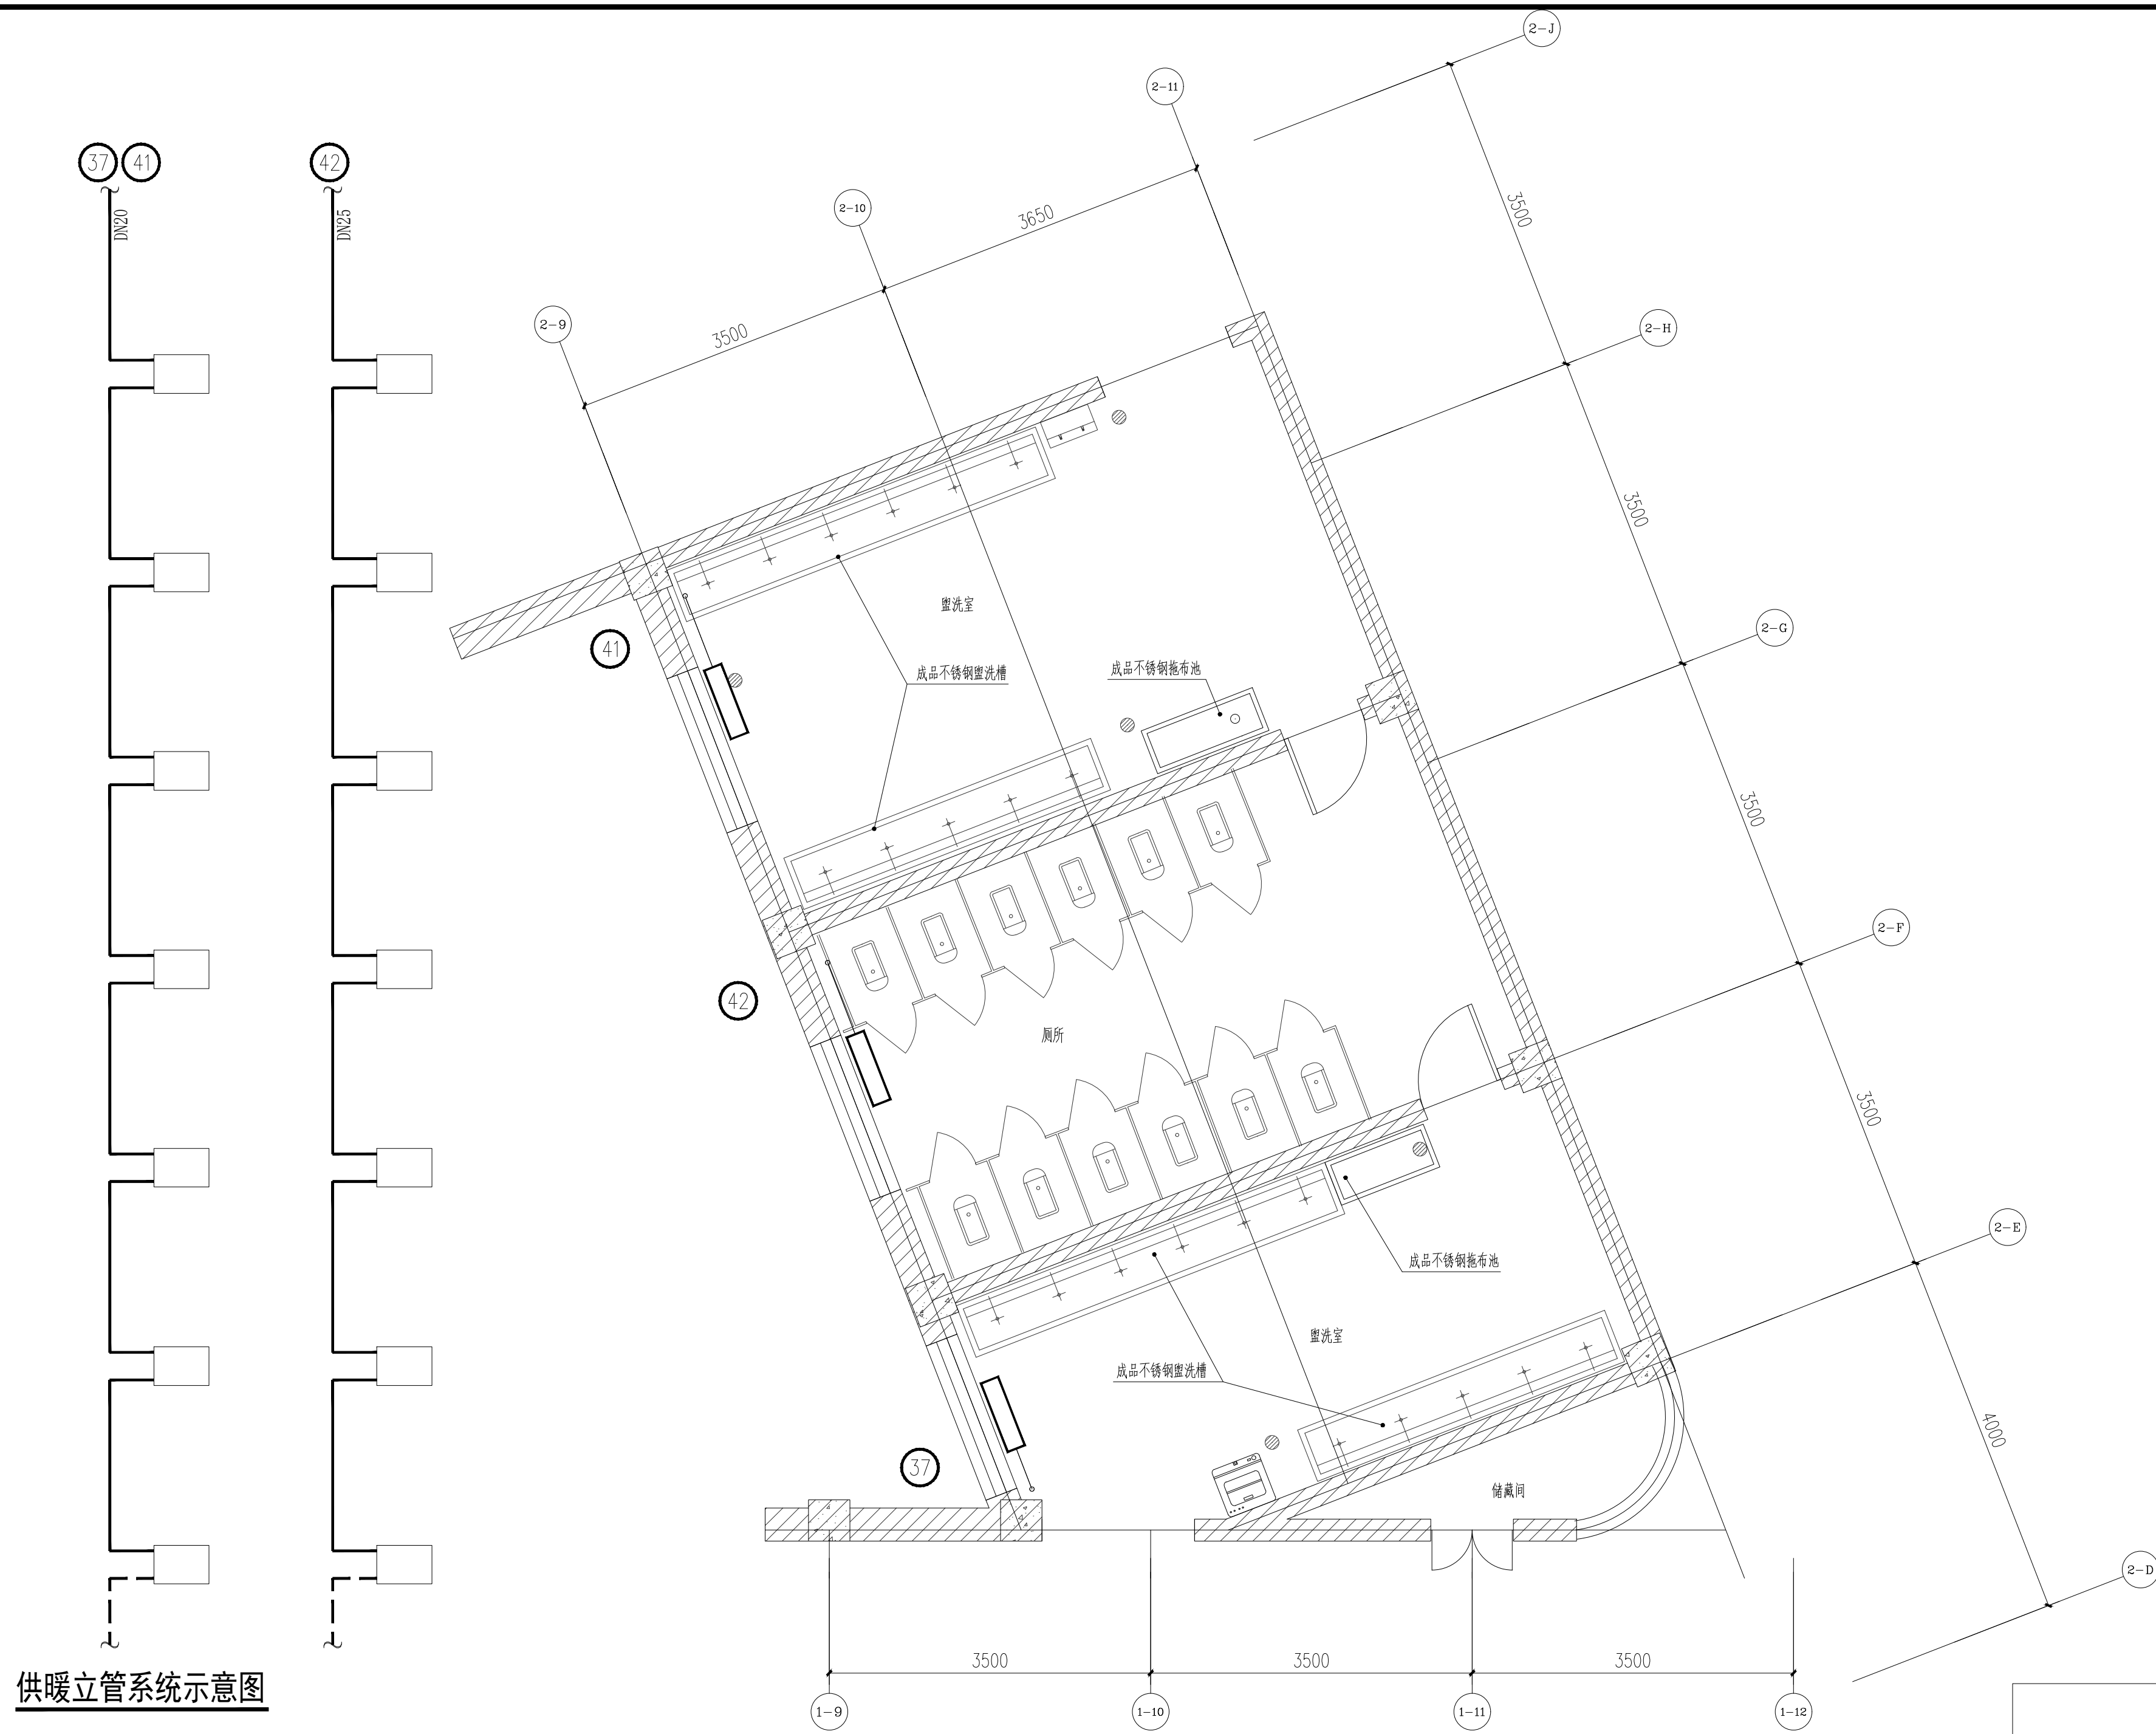 2-J
2-11
37
41
42
2-10
DN20
DN25
3650
3500
2-9
3500
2-H
3500
盥洗室
41
成品不锈钢盥洗槽
成品不锈钢拖布池
2-G
3500
2-F
42
厕所
3500
2-E
成品不锈钢拖布池
盥洗室
成品不锈钢盥洗槽
4000
37
储藏间
2-D
3500
3500
3500
供暖立管系统示意图
1-9
1-10
1-11
1-12